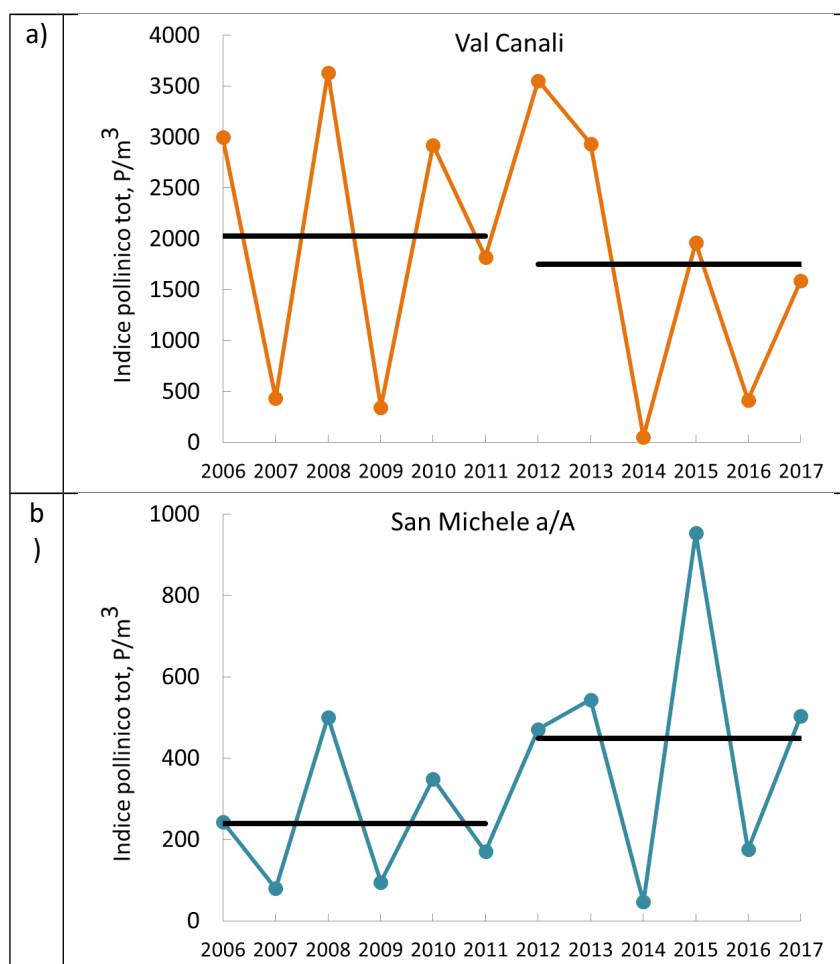 a)
Val Canali
Indice pollinico tot, P/m³
4000
3500
3000
2500
2000
1500
1000
500
0
2006 2007 2008 2009 2010 2011 2012 2013 2014 2015 2016 2017
b
)
San Michele a/A
Indice pollinico tot, P/m³
1000
800
600
400
200
0
2006 2007 2008 2009 2010 2011 2012 2013 2014 2015 2016 2017